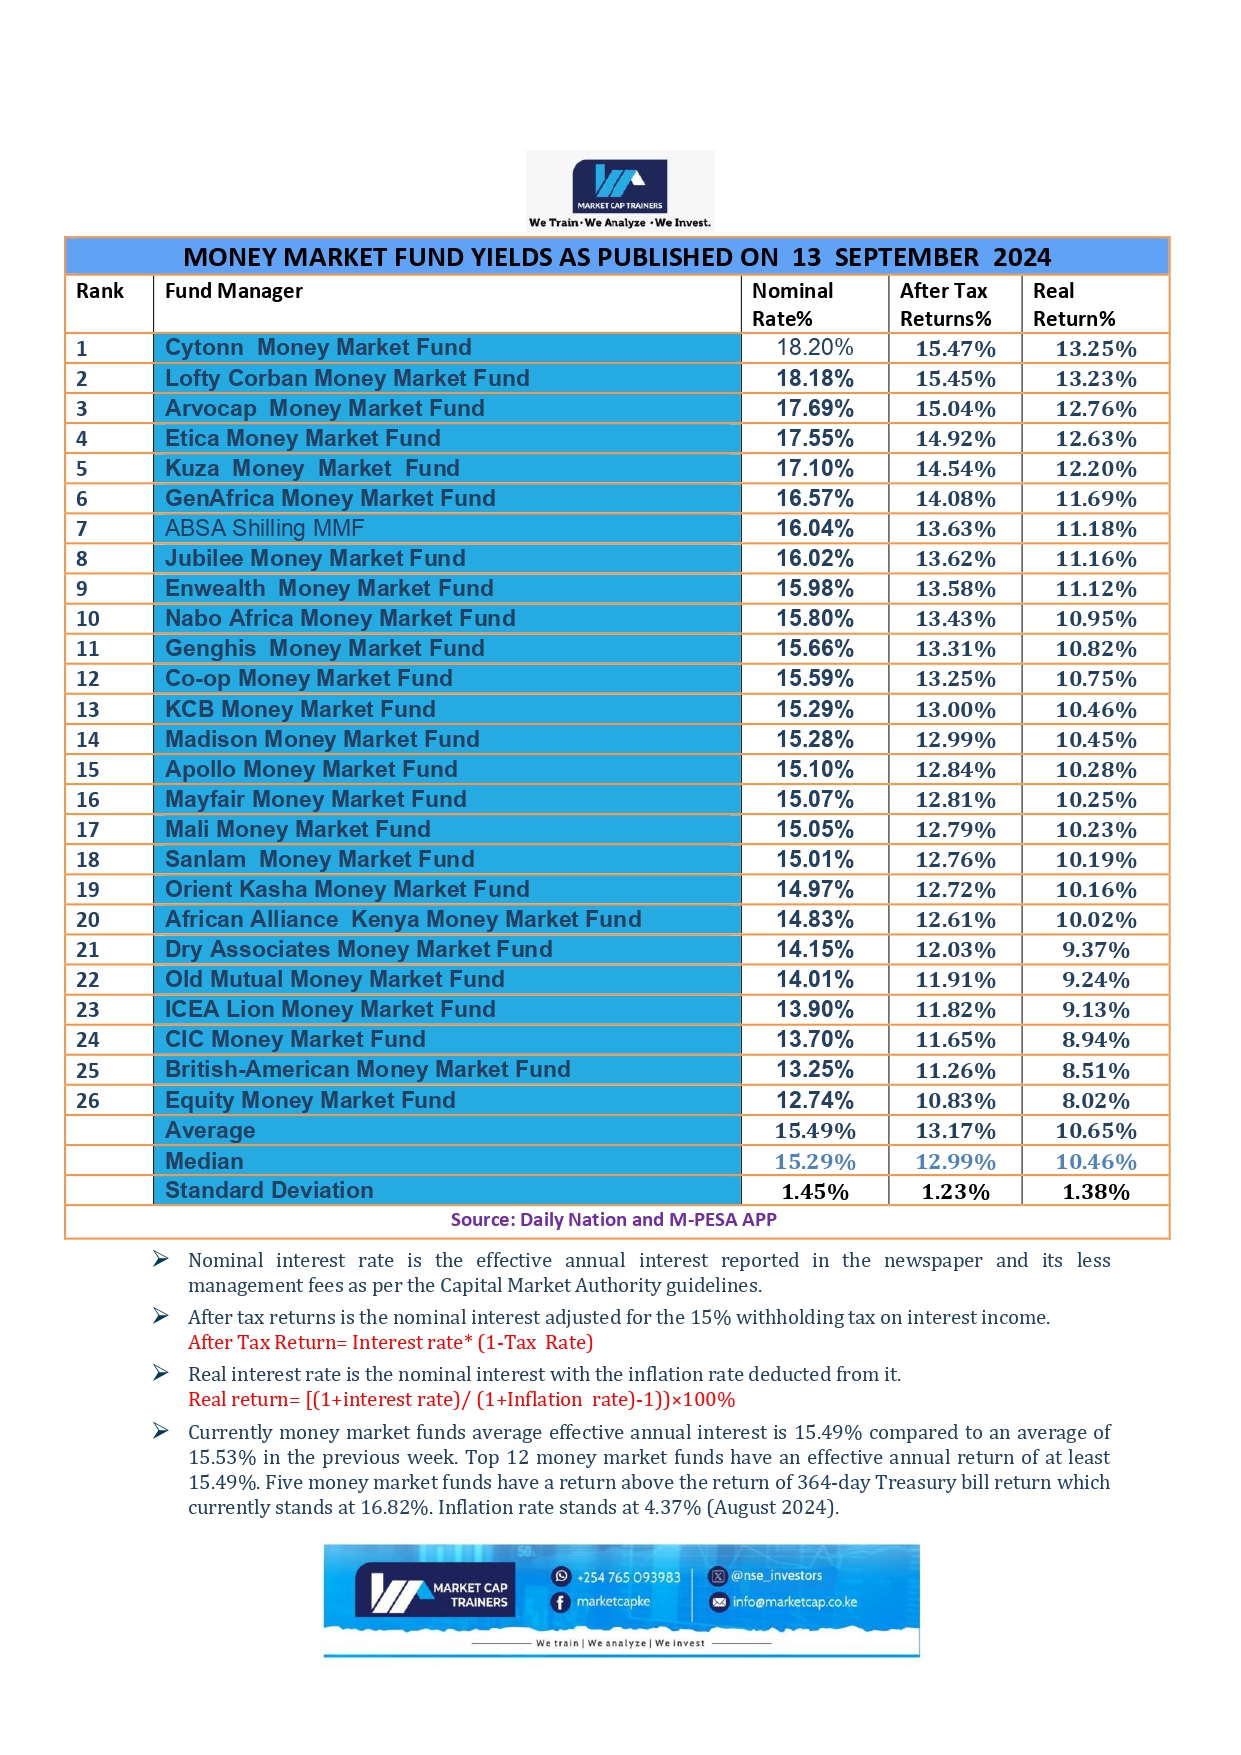 MARKET CAP TRAINERS
We Train · We Analyze · We Invest.
MONEY MARKET FUND YIELDS AS PUBLISHED ON 13 SEPTEMBER 2024
Rank Fund Manager Nominal Rate% After Tax Returns% Real Return%
1 Cytonn Money Market Fund 18.20% 15.47% 13.25%
2 Lofty Corban Money Market Fund 18.18% 15.45% 13.23%
3 Arvocap Money Market Fund 17.69% 15.04% 12.76%
4 Etica Money Market Fund 17.55% 14.92% 12.63%
5 Kuza Money Market Fund 17.10% 14.54% 12.20%
6 GenAfrica Money Market Fund 16.57% 14.08% 11.69%
7 ABSA Shilling MMF 16.04% 13.63% 11.18%
8 Jubilee Money Market Fund 16.02% 13.62% 11.16%
9 Enwealth Money Market Fund 15.98% 13.58% 11.12%
10 Nabo Africa Money Market Fund 15.80% 13.43% 10.95%
11 Genghis Money Market Fund 15.66% 13.31% 10.82%
12 Co-op Money Market Fund 15.59% 13.25% 10.75%
13 KCB Money Market Fund 15.29% 13.00% 10.46%
14 Madison Money Market Fund 15.28% 12.99% 10.45%
15 Apollo Money Market Fund 15.10% 12.84% 10.28%
16 Mayfair Money Market Fund 15.07% 12.81% 10.25%
17 Mali Money Market Fund 15.05% 12.79% 10.23%
18 Sanlam Money Market Fund 15.01% 12.76% 10.19%
19 Orient Kasha Money Market Fund 14.97% 12.72% 10.16%
20 African Alliance Kenya Money Market Fund 14.83% 12.61% 10.02%
21 Dry Associates Money Market Fund 14.15% 12.03% 9.37%
22 Old Mutual Money Market Fund 14.01% 11.91% 9.24%
23 ICEA Lion Money Market Fund 13.90% 11.82% 9.13%
24 CIC Money Market Fund 13.70% 11.65% 8.94%
25 British-American Money Market Fund 13.25% 11.26% 8.51%
26 Equity Money Market Fund 12.74% 10.83% 8.02%
Average 15.49% 13.17% 10.65%
Median 15.29% 12.99% 10.46%
Standard Deviation 1.45% 1.23% 1.38%
Source: Daily Nation and M-PESA APP
➢ Nominal interest rate is the effective annual interest reported in the newspaper and its less
management fees as per the Capital Market Authority guidelines.
➢ After tax returns is the nominal interest adjusted for the 15% withholding tax on interest income.
After Tax Return= Interest rate* (1-Tax Rate)
➢ Real interest rate is the nominal interest with the inflation rate deducted from it.
Real return= [(1+interest rate)/ (1+Inflation rate)-1))×100%
➢ Currently money market funds average effective annual interest is 15.49% compared to an average of
15.53% in the previous week. Top 12 money market funds have an effective annual return of at least
15.49%. Five money market funds have a return above the return of 364-day Treasury bill return which
currently stands at 16.82%. Inflation rate stands at 4.37% (August 2024).
MARKET CAP
TRAINERS
+254 765 093983
marketcapke
@nse_investors
info@marketcap.co.ke
We train | We analyze | We invest